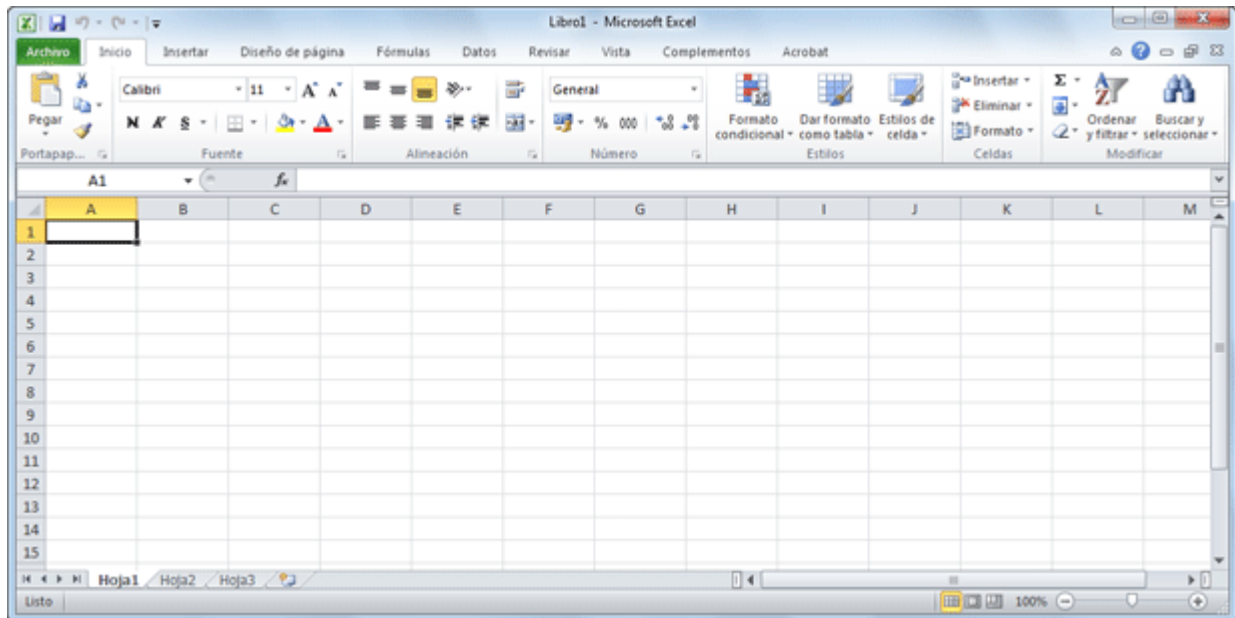 Libro1 - Microsoft Excel
Archivo Inicio Insertar Diseño de página Fórmulas Datos Revisar Vista Complementos Acrobat
Pegar
Calibri 11
N K S
General
% 000
Formato condicional
Dar formato como tabla
Estilos de celda
Insertar
Eliminar
Formato
Σ
Ordenar y filtrar
Buscar y seleccionar
Portapap... Fuente Alineación Número Estilos Celdas Modificar
A1 fx
A B C D E F G H I J K L M
1
2
3
4
5
6
7
8
9
10
11
12
13
14
15
Hoja1 Hoja2 Hoja3
Listo 100%